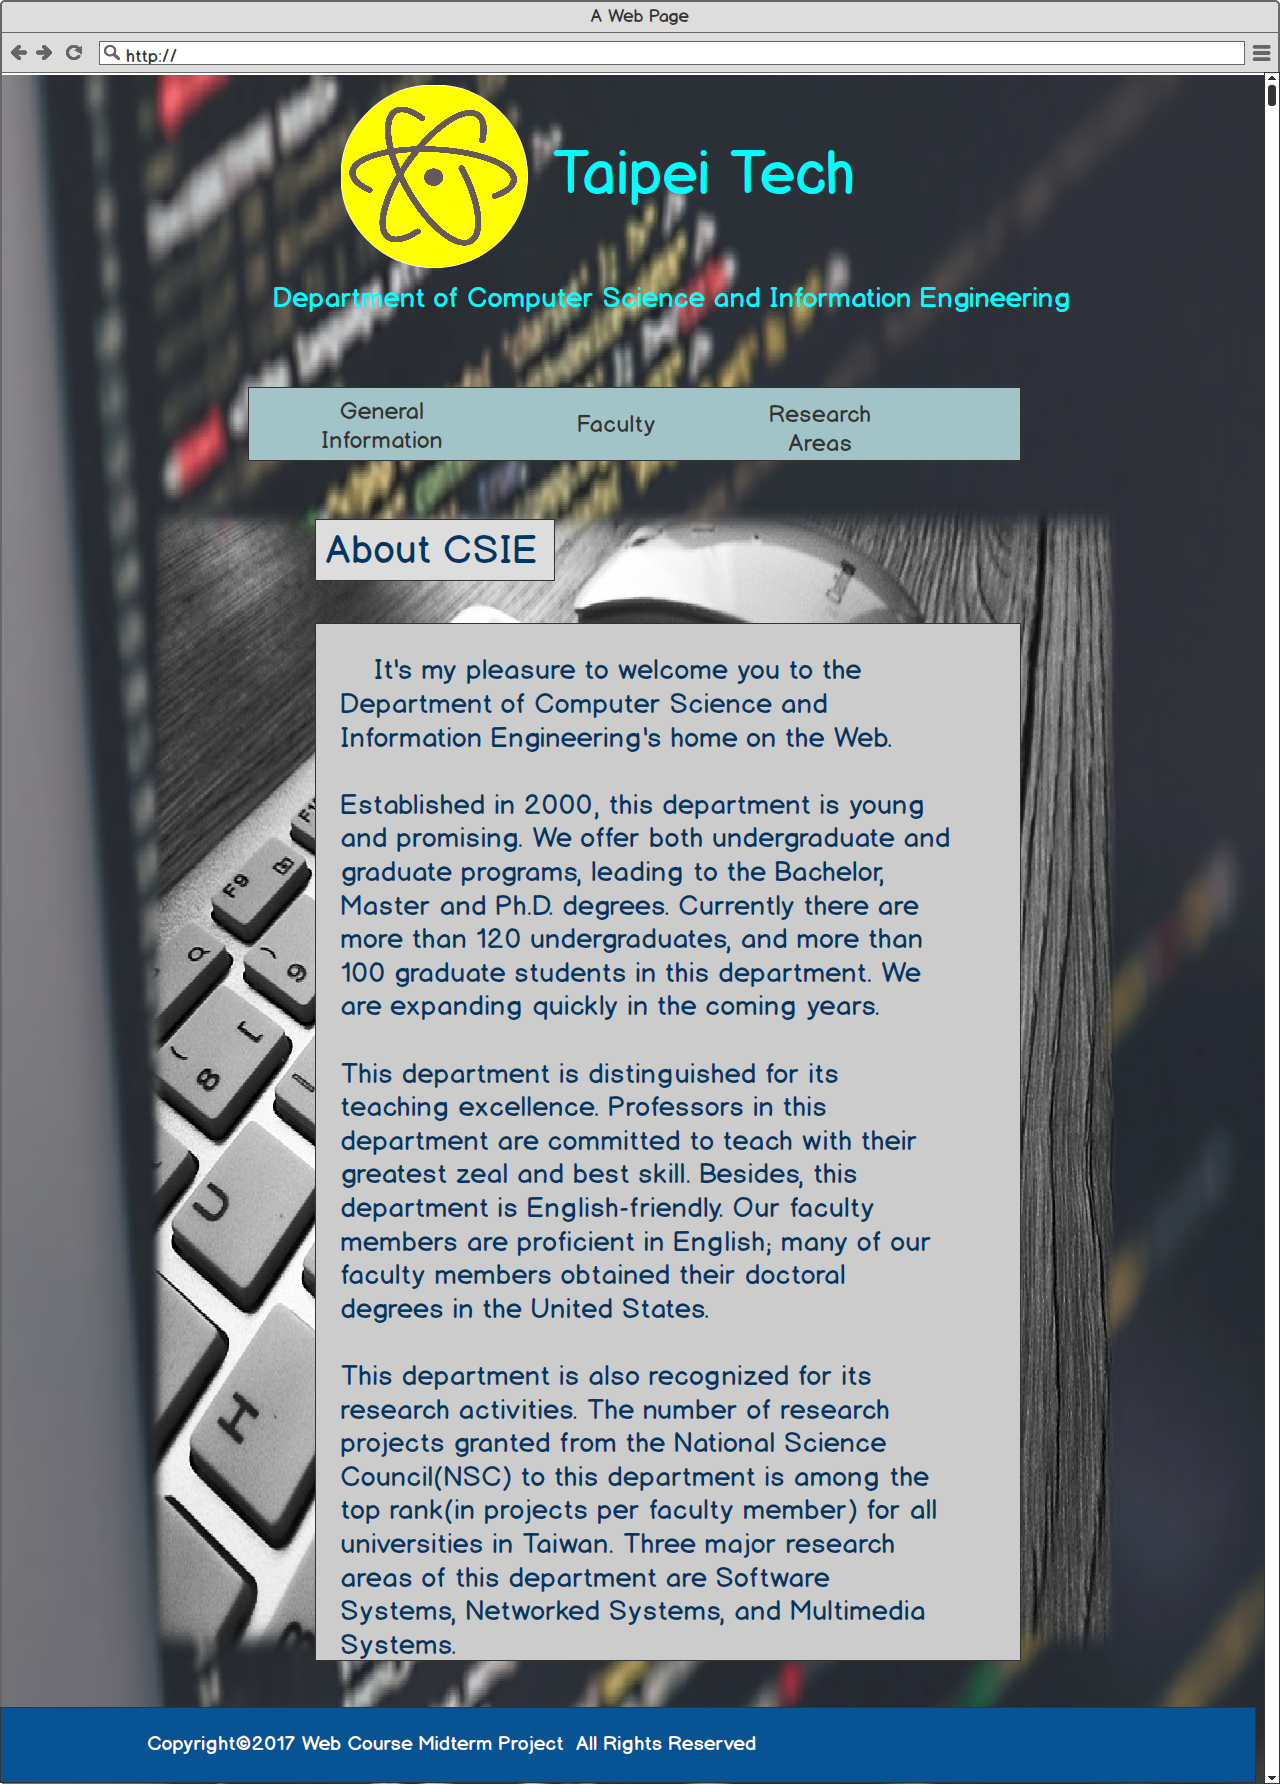 A Web Page
http://
Taipei Tech
Department of Computer Science and Information Engineering
General
Information
Faculty
Research
Areas
About CSIE
It's my pleasure to welcome you to the
Department of Computer Science and
Information Engineering's home on the Web.
Established in 2000, this department is young
and promising. We offer both undergraduate and
graduate programs, leading to the Bachelor,
Master and Ph.D. degrees. Currently there are
more than 120 undergraduates, and more than
100 graduate students in this department. We
are expanding quickly in the coming years.
This department is distinguished for its
teaching excellence. Professors in this
department are committed to teach with their
greatest zeal and best skill. Besides, this
department is English-friendly. Our faculty
members are proficient in English; many of our
faculty members obtained their doctoral
degrees in the United States.
This department is also recognized for its
research activities. The number of research
projects granted from the National Science
Council(NSC) to this department is among the
top rank(in projects per faculty member) for all
universities in Taiwan. Three major research
areas of this department are Software
Systems, Networked Systems, and Multimedia
Systems.
F9
Q
9
8
U
H
Copyright©2017 Web Course Midterm Project  All Rights Reserved